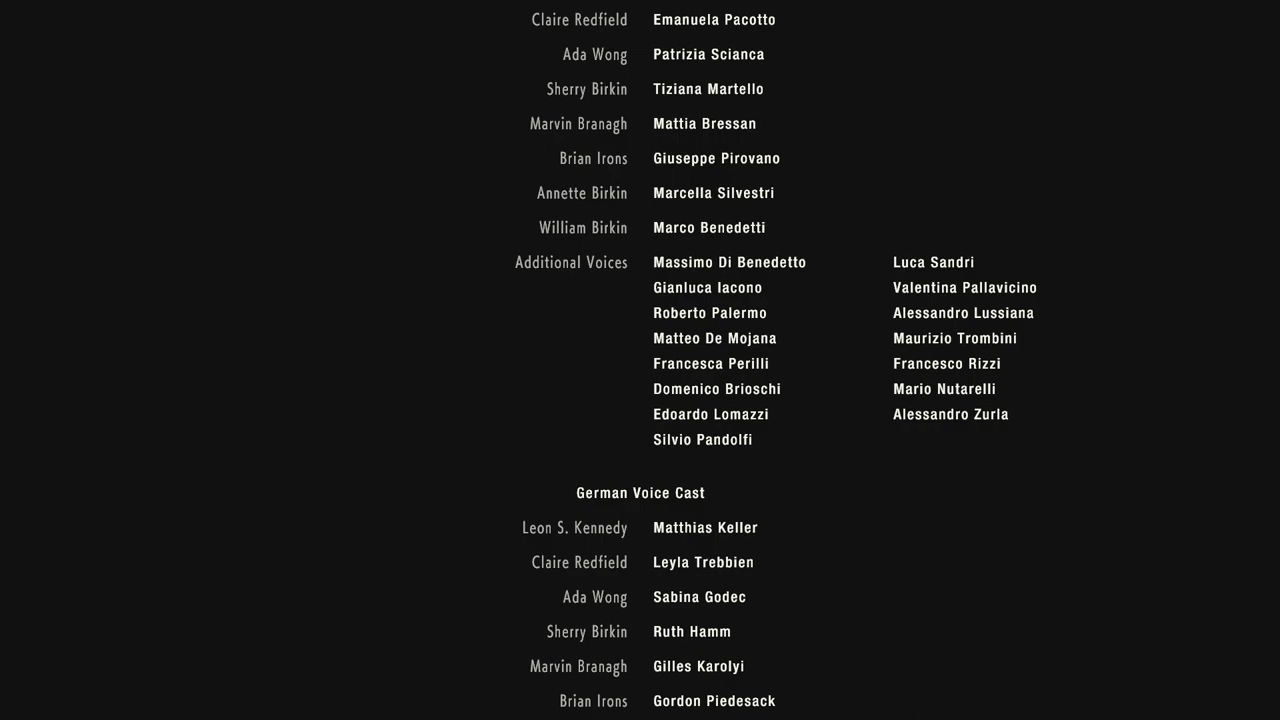 Claire Redfield Emanuela Pacotto
Ada Wong Patrizia Scianca
Sherry Birkin Tiziana Martello
Marvin Branagh Mattia Bressan
Brian Irons Giuseppe Pirovano
Annette Birkin Marcella Silvestri
William Birkin Marco Benedetti
Additional Voices Massimo Di Benedetto Luca Sandri
Gianluca Iacono Valentina Pallavicino
Roberto Palermo Alessandro Lussiana
Matteo De Mojana Maurizio Trombini
Francesca Perilli Francesco Rizzi
Domenico Brioschi Mario Nutarelli
Edoardo Lomazzi Alessandro Zurla
Silvio Pandolfi
German Voice Cast
Leon S. Kennedy Matthias Keller
Claire Redfield Leyla Trebbien
Ada Wong Sabina Godec
Sherry Birkin Ruth Hamm
Marvin Branagh Gilles Karolyi
Brian Irons Gordon Piedesack